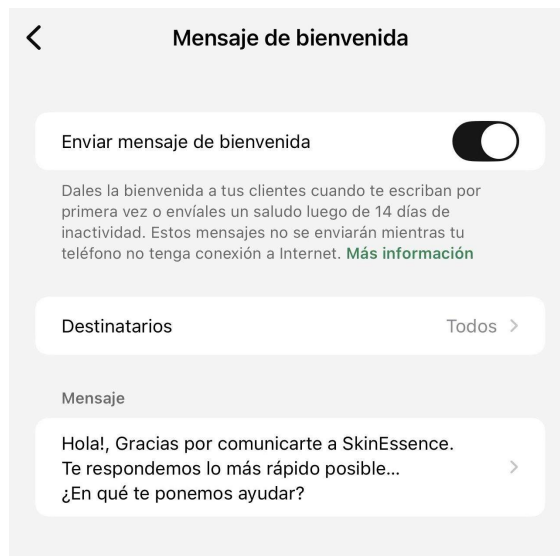 Mensaje de bienvenida
Enviar mensaje de bienvenida
Dales la bienvenida a tus clientes cuando te escriban por
primera vez o envíales un saludo luego de 14 días de
inactividad. Estos mensajes no se enviarán mientras tu
teléfono no tenga conexión a Internet. Más información
Destinatarios Todos
Mensaje
Hola!, Gracias por comunicarte a SkinEssence.
Te respondemos lo más rápido posible...
¿En qué te ponemos ayudar?